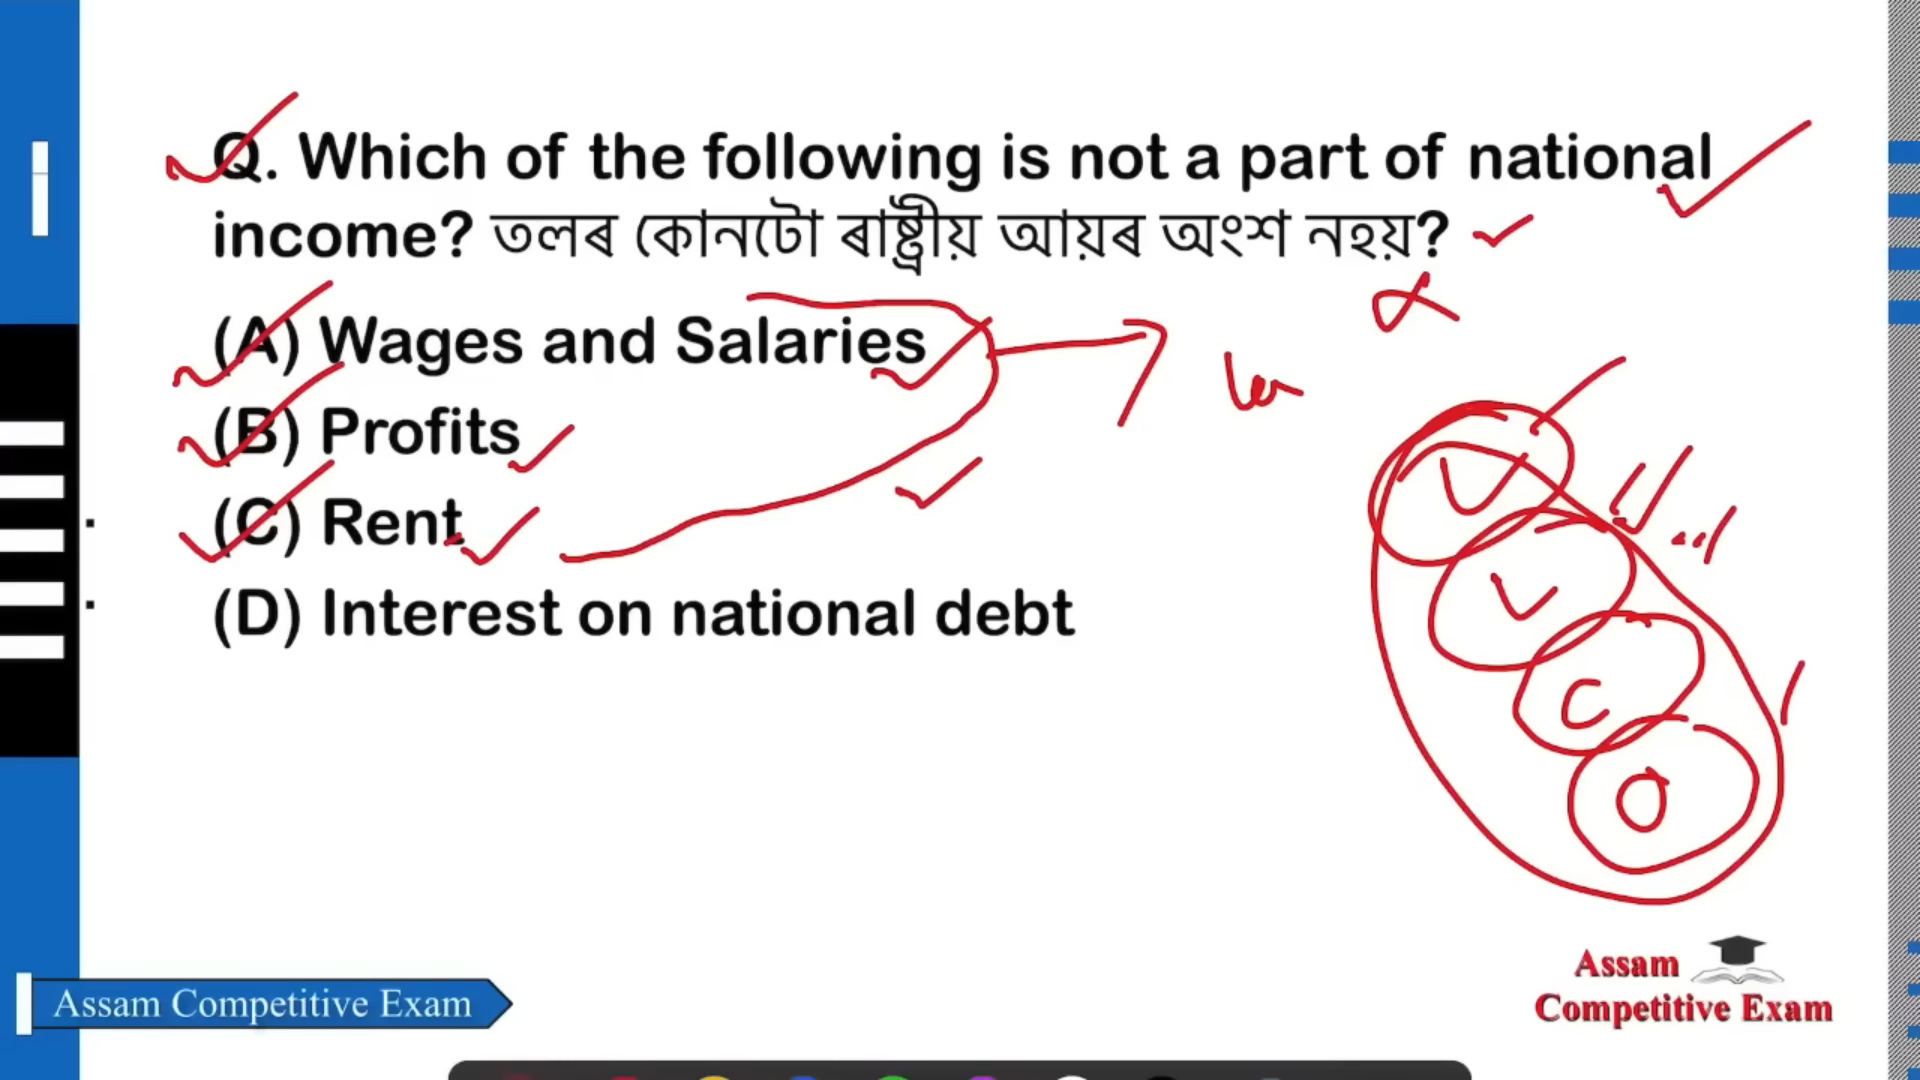 Q. Which of the following is not a part of national
income? তলৰ কোনটো ৰাষ্ট্ৰীয় আয়ৰ অংশ নহয়?
(A) Wages and Salaries
(B) Profits
(C) Rent
(D) Interest on national debt
C
Assam Competitive Exam
Assam
Competitive Exam